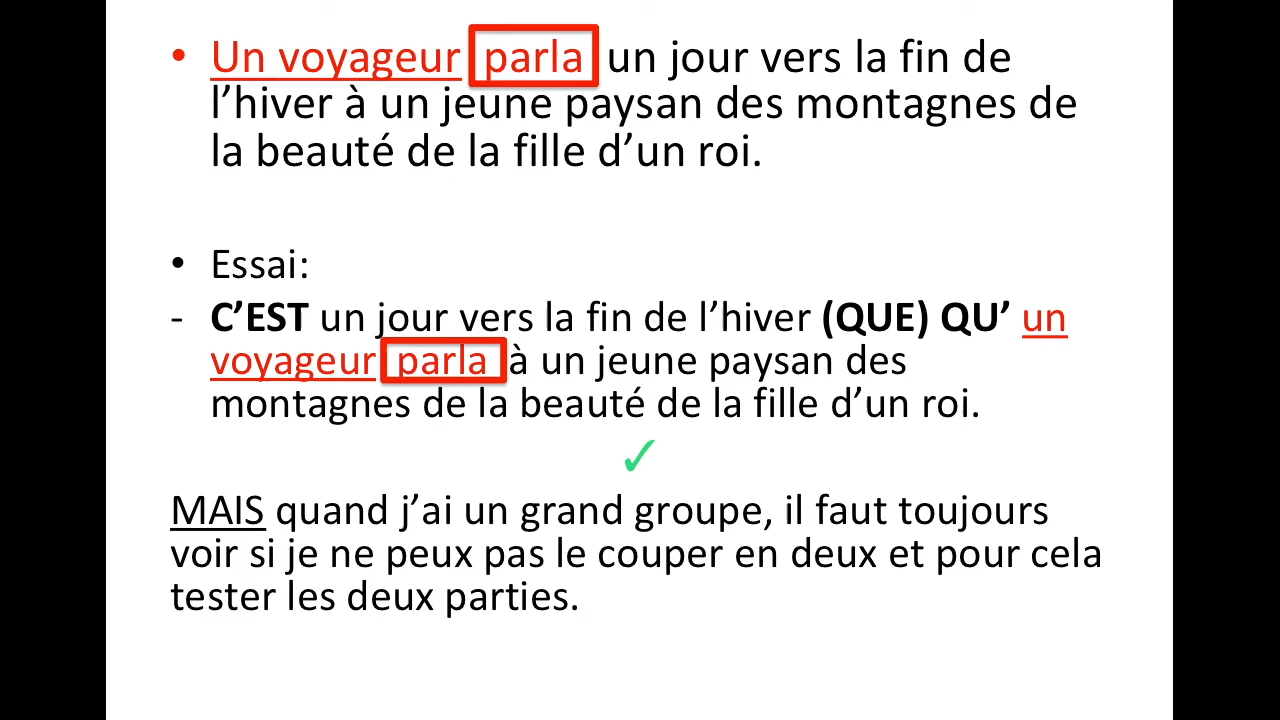 • Un voyageur parla un jour vers la fin de
l’hiver à un jeune paysan des montagnes de
la beauté de la fille d’un roi.
• Essai:
- C’EST un jour vers la fin de l’hiver (QUE) QU’ un
voyageur parla à un jeune paysan des
montagnes de la beauté de la fille d’un roi.
✓
MAIS quand j’ai un grand groupe, il faut toujours
voir si je ne peux pas le couper en deux et pour cela
tester les deux parties.